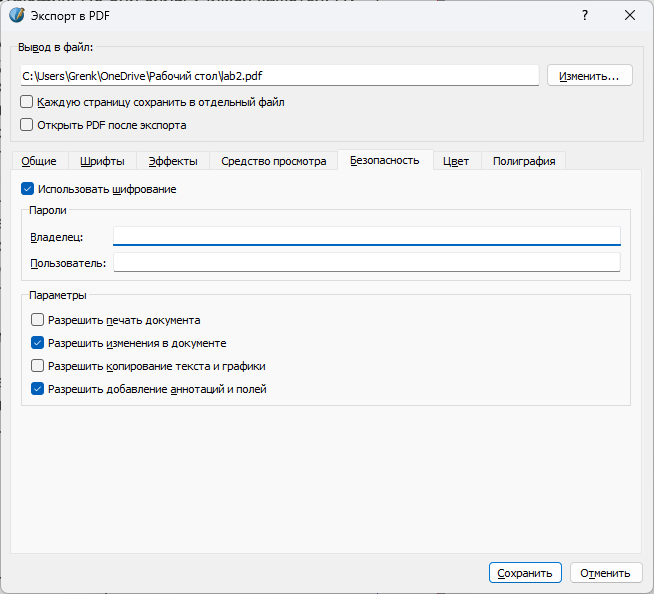 Экспорт в PDF
?
Вывод в файл:
C:\Users\Grenk\OneDrive\Рабочий стол\lab2.pdf
Изменить...
Каждую страницу сохранить в отдельный файл
Открыть PDF после экспорта
Общие Шрифты Эффекты Средство просмотра Безопасность Цвет Полиграфия
Использовать шифрование
Пароли
Владелец:
Пользователь:
Параметры
Разрешить печать документа
Разрешить изменения в документе
Разрешить копирование текста и графики
Разрешить добавление аннотаций и полей
Сохранить Отменить